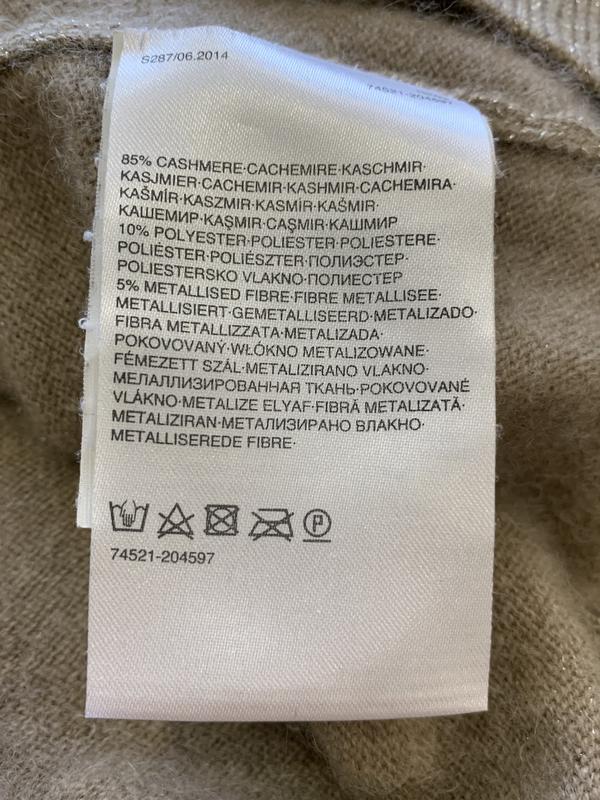 S287/06.2014
74521-204597
85% CASHMERE·CACHEMIRE·KASCHMIR·
KASJMIER·CACHEMIR·KASHMIR·CACHEMIRA·
KAŠMÍR·KASZMIR·KASMÍR·KAŠMIR·
КАШЕМИР·KAŞMIR·CAŞMIR·КАШМИР
10% POLYESTER·POLIESTER·POLIESTERE·
POLIÉSTER·POLIÉSZTER·ПОЛИЭСТЕР·
POLIESTERSKO VLAKNO·ПОЛИЕСТЕР
5% METALLISED FIBRE·FIBRE METALLISEE·
METALLISIERT·GEMETALLISEERD·METALIZADO·
FIBRA METALLIZZATA·METALIZADA·
POKOVOVANÝ·WŁÓKNO METALIZOWANE·
FÉMEZETT SZÁL·METALIZIRANO VLAKNO·
МЕЛАЛЛИЗИРОВАННАЯ ТКАНЬ·POKOVOVANÉ
VLÁKNO·METALIZE ELYAF·FIBRĂ METALIZATĂ·
METALIZIRAN·МЕТАЛИЗИРАНО ВЛАКНО·
METALLISEREDE FIBRE·
P
74521-204597